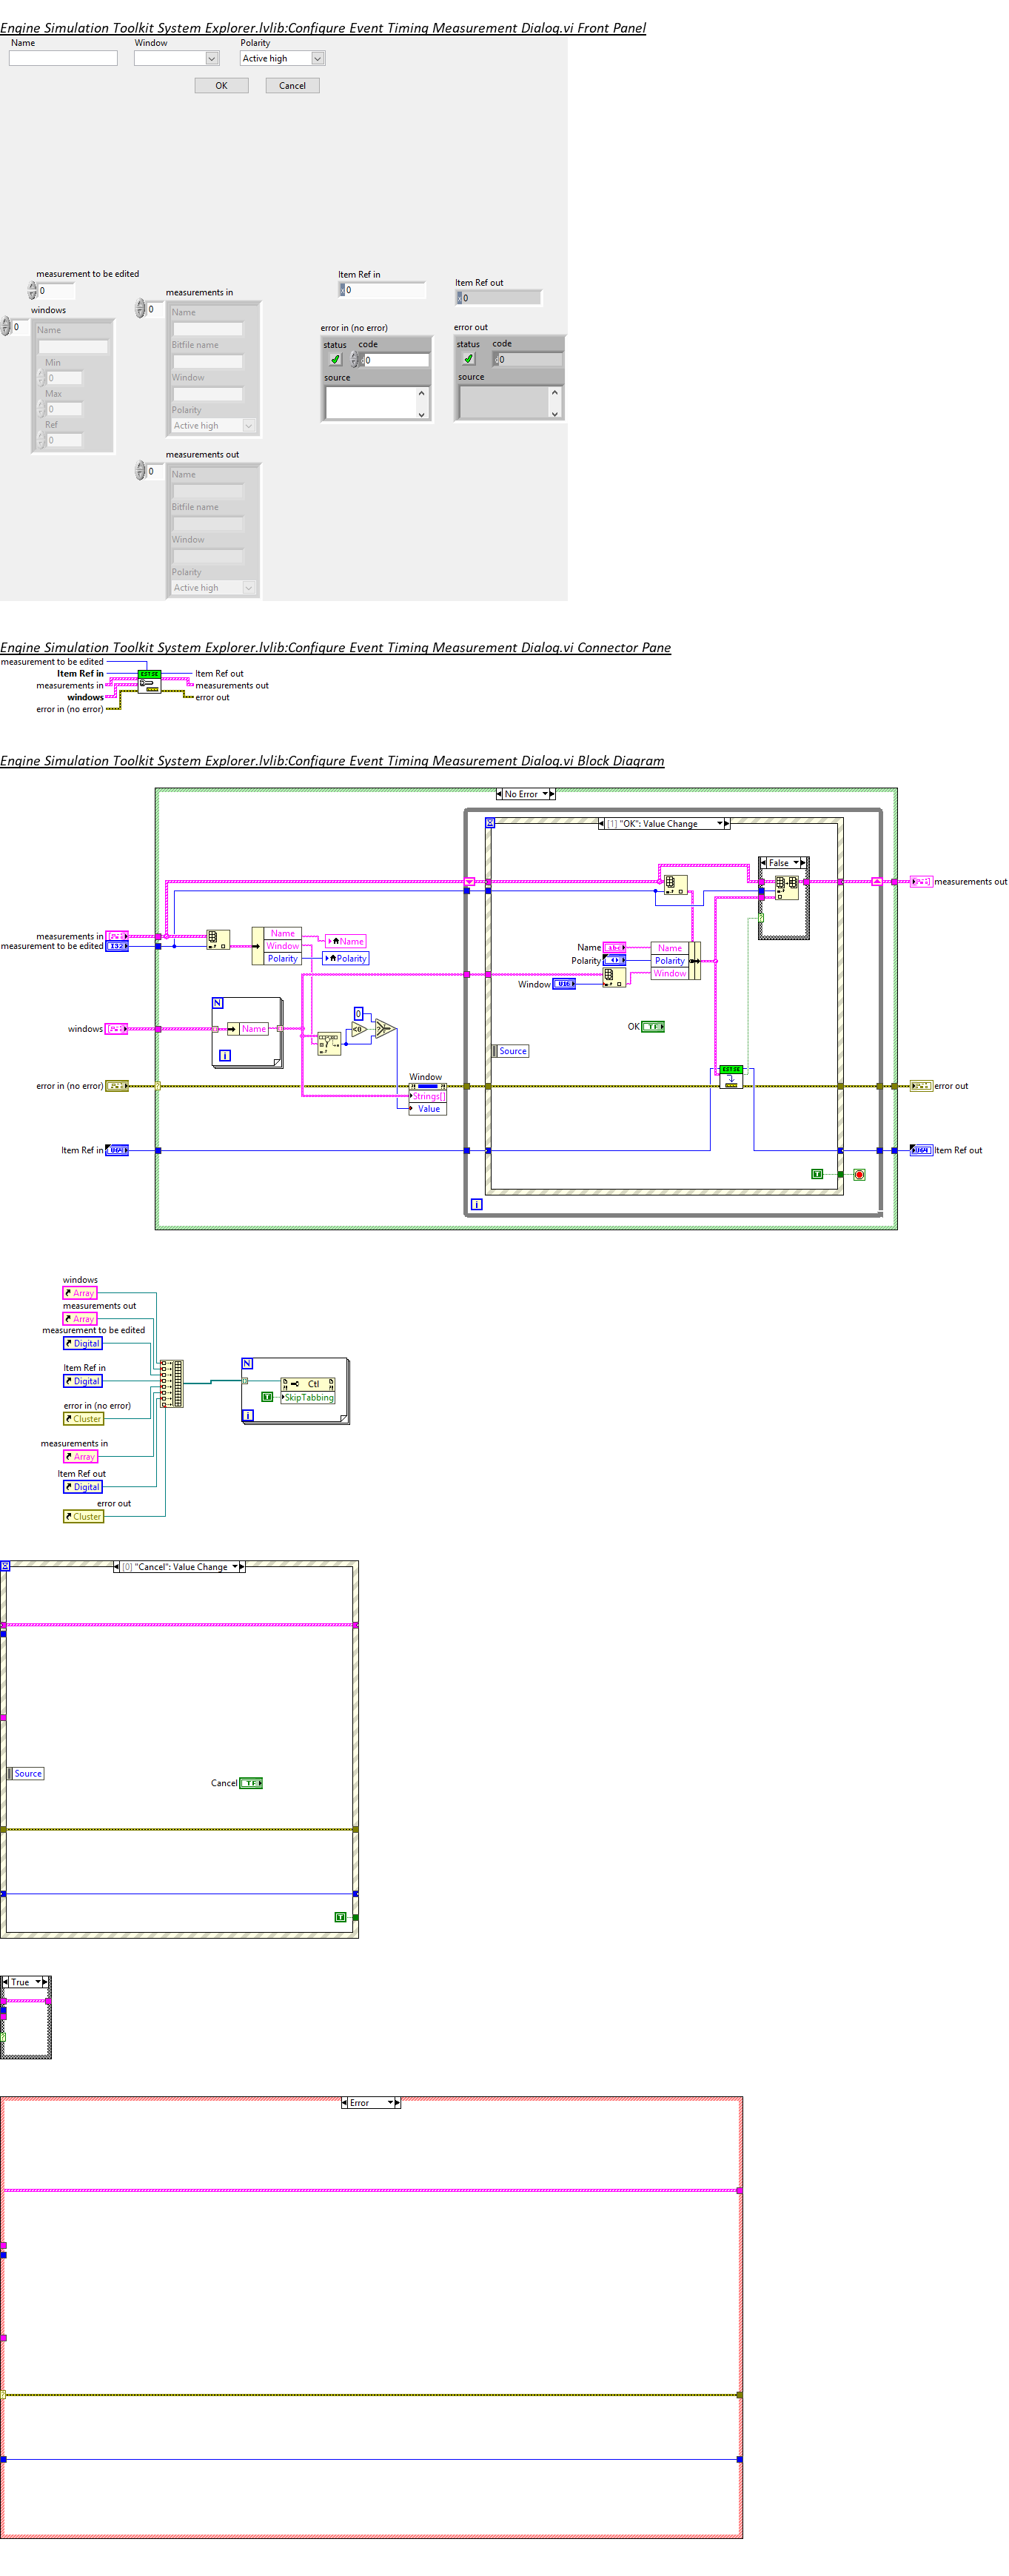 Engine Simulation Toolkit System Explorer.lvlib:Configure Event Timing Measurement Dialog.vi Front Panel
Name Window Polarity
Active high
OK Cancel
measurement to be edited
0
windows
0
Name
Min
0
Max
0
Ref
0
measurements in
0
Name
Bitfile name
Window
Polarity
Active high
measurements out
0
Name
Bitfile name
Window
Polarity
Active high
Item Ref in
0
Item Ref out
0
error in (no error)
status code
0
source
error out
status code
0
source
Engine Simulation Toolkit System Explorer.lvlib:Configure Event Timing Measurement Dialog.vi Connector Pane
measurement to be edited
Item Ref in
measurements in
windows
error in (no error)
Item Ref out
measurements out
error out
Engine Simulation Toolkit System Explorer.lvlib:Configure Event Timing Measurement Dialog.vi Block Diagram
No Error
[1] "OK": Value Change
False
measurements out
measurements in
measurement to be edited
I32
Name
Window
Polarity
Name
Polarity
Name
Polarity
Window
abc
U16
Name
Polarity
Window
windows
N
Name
i
0
OK
TF
Source
error in (no error)
Window
Strings[]
Value
error out
Item Ref in
U64
U64
Item Ref out
T
i
windows
Array
measurements out
Array
measurement to be edited
Digital
Item Ref in
Digital
error in (no error)
Cluster
measurements in
Array
Item Ref out
Digital
error out
Cluster
N
Ctl
T
SkipTabbing
i
[0] "Cancel": Value Change
Source
Cancel
TF
T
True
Error